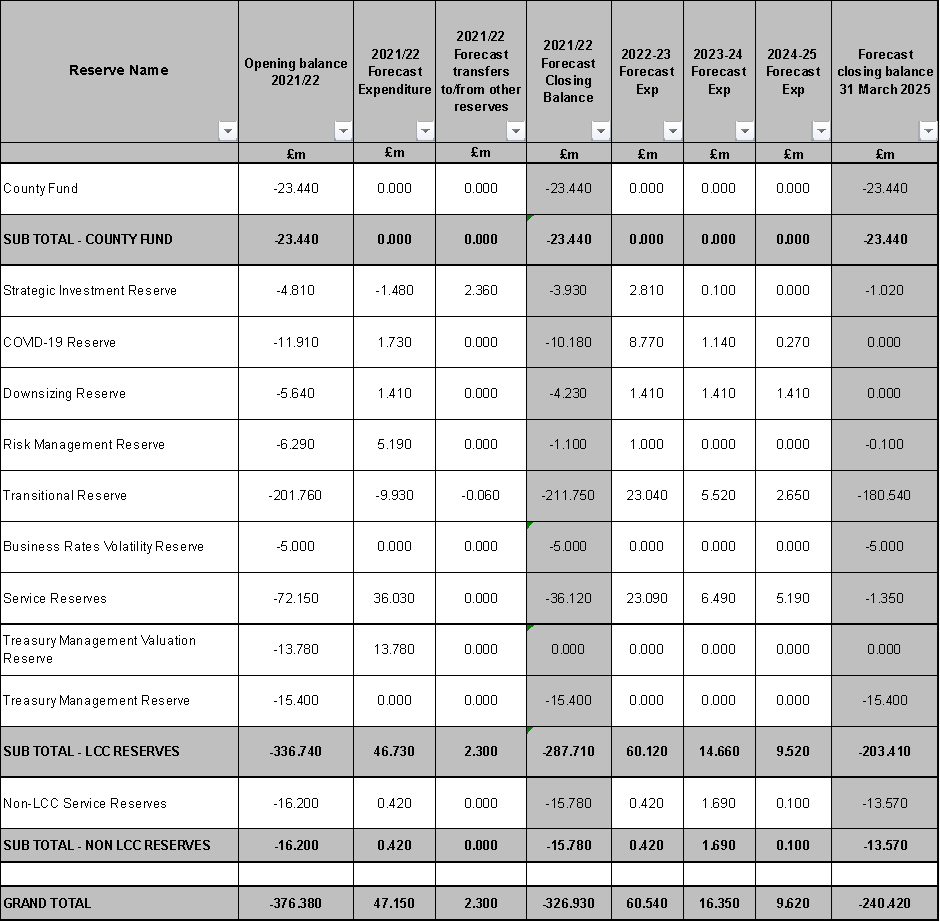 Reserve Name Opening balance 2021/22 2021/22 Forecast Expenditure 2021/22 Forecast transfers to/from other reserves 2021/22 Forecast Closing Balance 2022-23 Forecast Exp 2023-24 Forecast Exp 2024-25 Forecast Exp Forecast closing balance 31 March 2025
£m £m £m £m £m £m £m £m
County Fund -23.440 0.000 0.000 -23.440 0.000 0.000 0.000 -23.440
SUB TOTAL - COUNTY FUND -23.440 0.000 0.000 -23.440 0.000 0.000 0.000 -23.440
Strategic Investment Reserve -4.810 -1.480 2.360 -3.930 2.810 0.100 0.000 -1.020
COVID-19 Reserve -11.910 1.730 0.000 -10.180 8.770 1.140 0.270 0.000
Downsizing Reserve -5.640 1.410 0.000 -4.230 1.410 1.410 1.410 0.000
Risk Management Reserve -6.290 5.190 0.000 -1.100 1.000 0.000 0.000 -0.100
Transitional Reserve -201.760 -9.930 -0.060 -211.750 23.040 5.520 2.650 -180.540
Business Rates Volatility Reserve -5.000 0.000 0.000 -5.000 0.000 0.000 0.000 -5.000
Service Reserves -72.150 36.030 0.000 -36.120 23.090 6.490 5.190 -1.350
Treasury Management Valuation Reserve -13.780 13.780 0.000 0.000 0.000 0.000 0.000 0.000
Treasury Management Reserve -15.400 0.000 0.000 -15.400 0.000 0.000 0.000 -15.400
SUB TOTAL - LCC RESERVES -336.740 46.730 2.300 -287.710 60.120 14.660 9.520 -203.410
Non-LCC Service Reserves -16.200 0.420 0.000 -15.780 0.420 1.690 0.100 -13.570
SUB TOTAL - NON LCC RESERVES -16.200 0.420 0.000 -15.780 0.420 1.690 0.100 -13.570
GRAND TOTAL -376.380 47.150 2.300 -326.930 60.540 16.350 9.620 -240.420